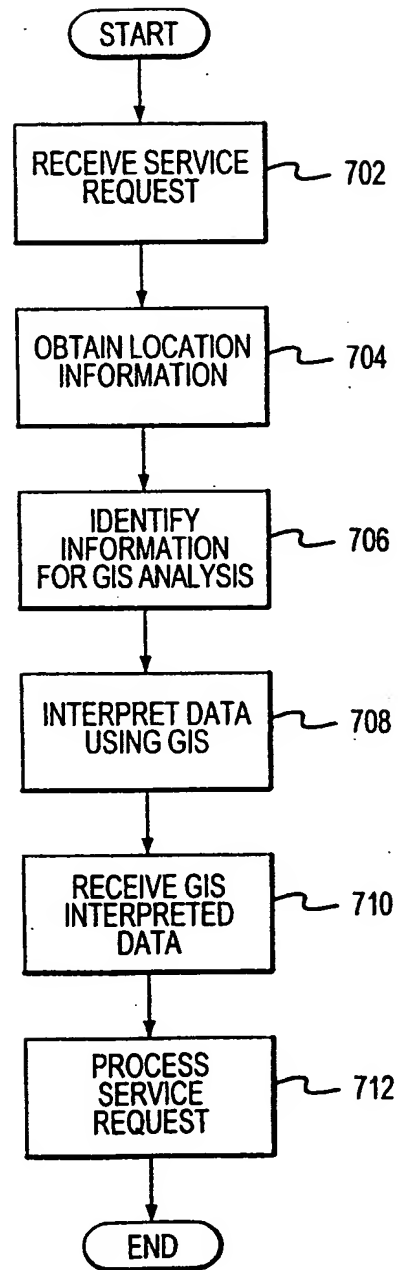 START
RECEIVE SERVICE
REQUEST
702
OBTAIN LOCATION
INFORMATION
704
IDENTIFY
INFORMATION
FOR GIS ANALYSIS
706
INTERPRET DATA
USING GIS
708
RECEIVE GIS
INTERPRETED
DATA
710
PROCESS
SERVICE
REQUEST
712
END